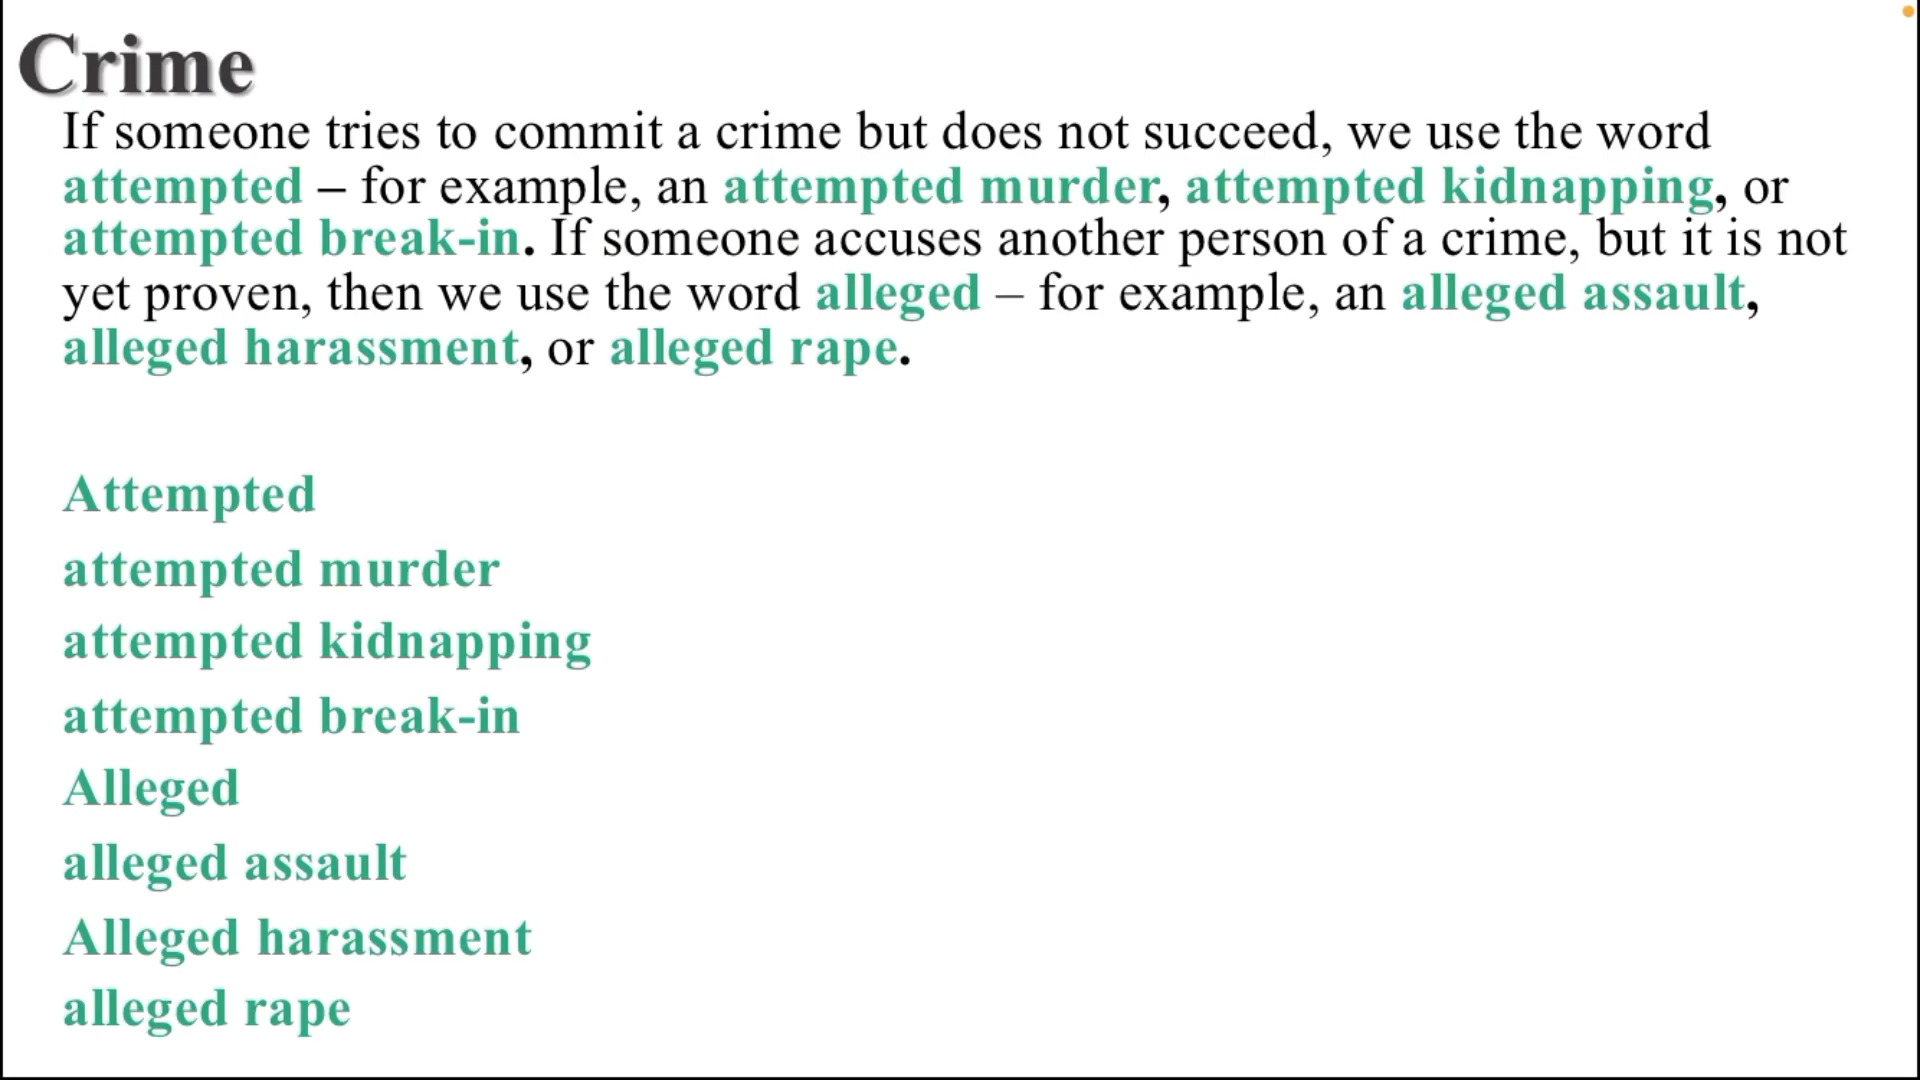 Crime
If someone tries to commit a crime but does not succeed, we use the word
attempted – for example, an attempted murder, attempted kidnapping, or
attempted break-in. If someone accuses another person of a crime, but it is not
yet proven, then we use the word alleged – for example, an alleged assault,
alleged harassment, or alleged rape.
Attempted
attempted murder
attempted kidnapping
attempted break-in
Alleged
alleged assault
Alleged harassment
alleged rape